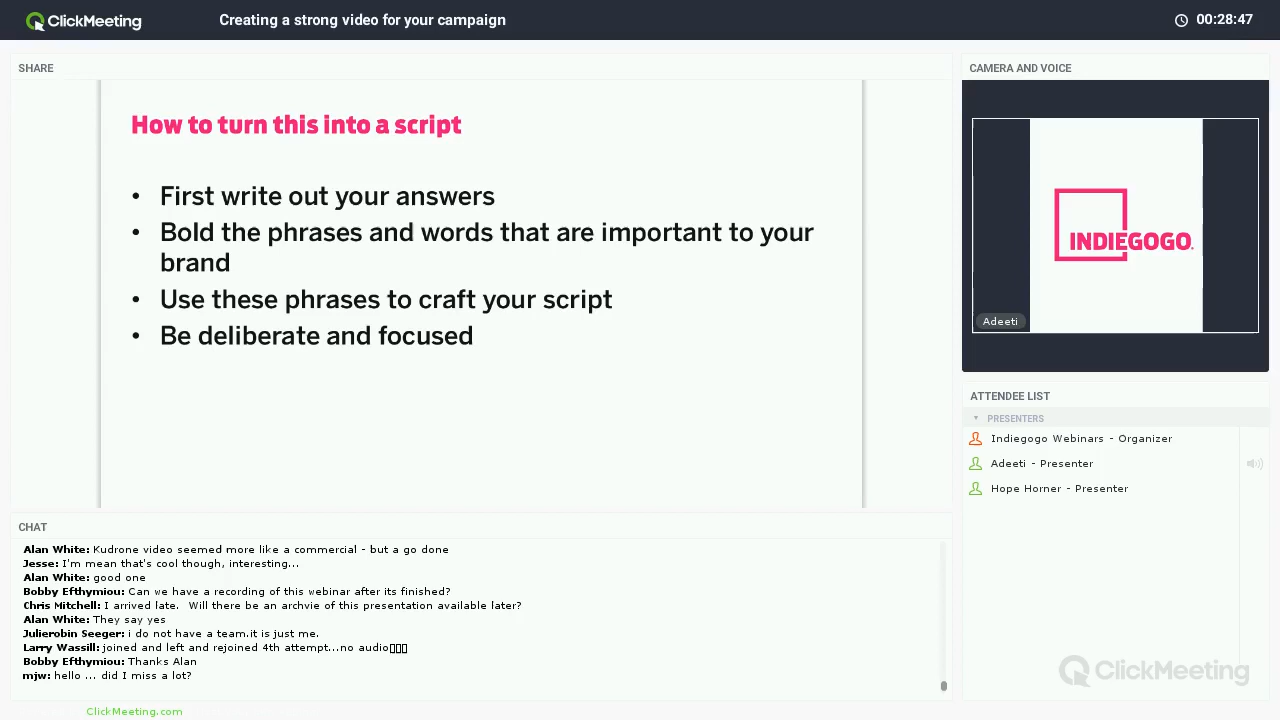 ClickMeeting
Creating a strong video for your campaign
00:28:47
SHARE
How to turn this into a script
• First write out your answers
• Bold the phrases and words that are important to your
brand
• Use these phrases to craft your script
• Be deliberate and focused
CAMERA AND VOICE
INDIEGOGO.
Adeeti
ATTENDEE LIST
PRESENTERS
Indiegogo Webinars - Organizer
Adeeti - Presenter
Hope Horner - Presenter
CHAT
Alan White: Kudrone video seemed more like a commercial - but a go done
Jesse: I'm mean that's cool though, interesting...
Alan White: good one
Bobby Efthymiou: Can we have a recording of this webinar after its finished?
Chris Mitchell: I arrived late. Will there be an archvie of this presentation available later?
Alan White: They say yes
Julierobin Seeger: i do not have a team.it is just me.
Larry Wassill: joined and left and rejoined 4th attempt...no audio▯▯▯
Bobby Efthymiou: Thanks Alan
mjw: hello ... did I miss a lot?
ClickMeeting
ClickMeeting.com